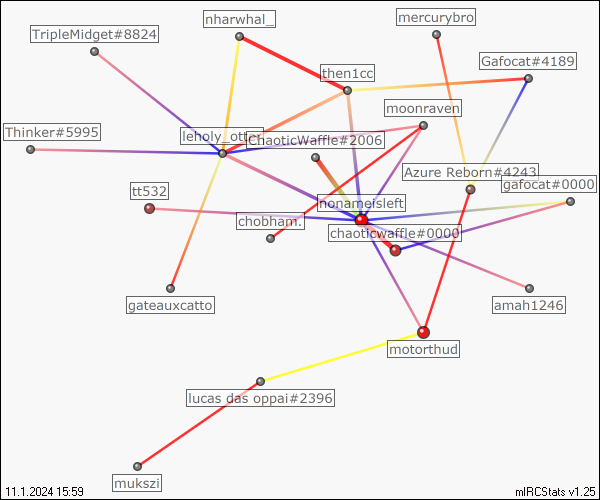 nharwhal_
mercurybro
TripleMidget#8824
Gafocat#4189
then1cc
moonraven
Thinker#5995
leholy_ott
ChaoticWaffle#2006
Azure Reborn#4243
gafocat#0000
tt532
nonameisleft
chobham.
chaoticwaffle#0000
gateauxcatto
amah1246
motorthud
lucas das oppai#2396
mukszi
11.1.2024 15:59
mIRCStats v1.25